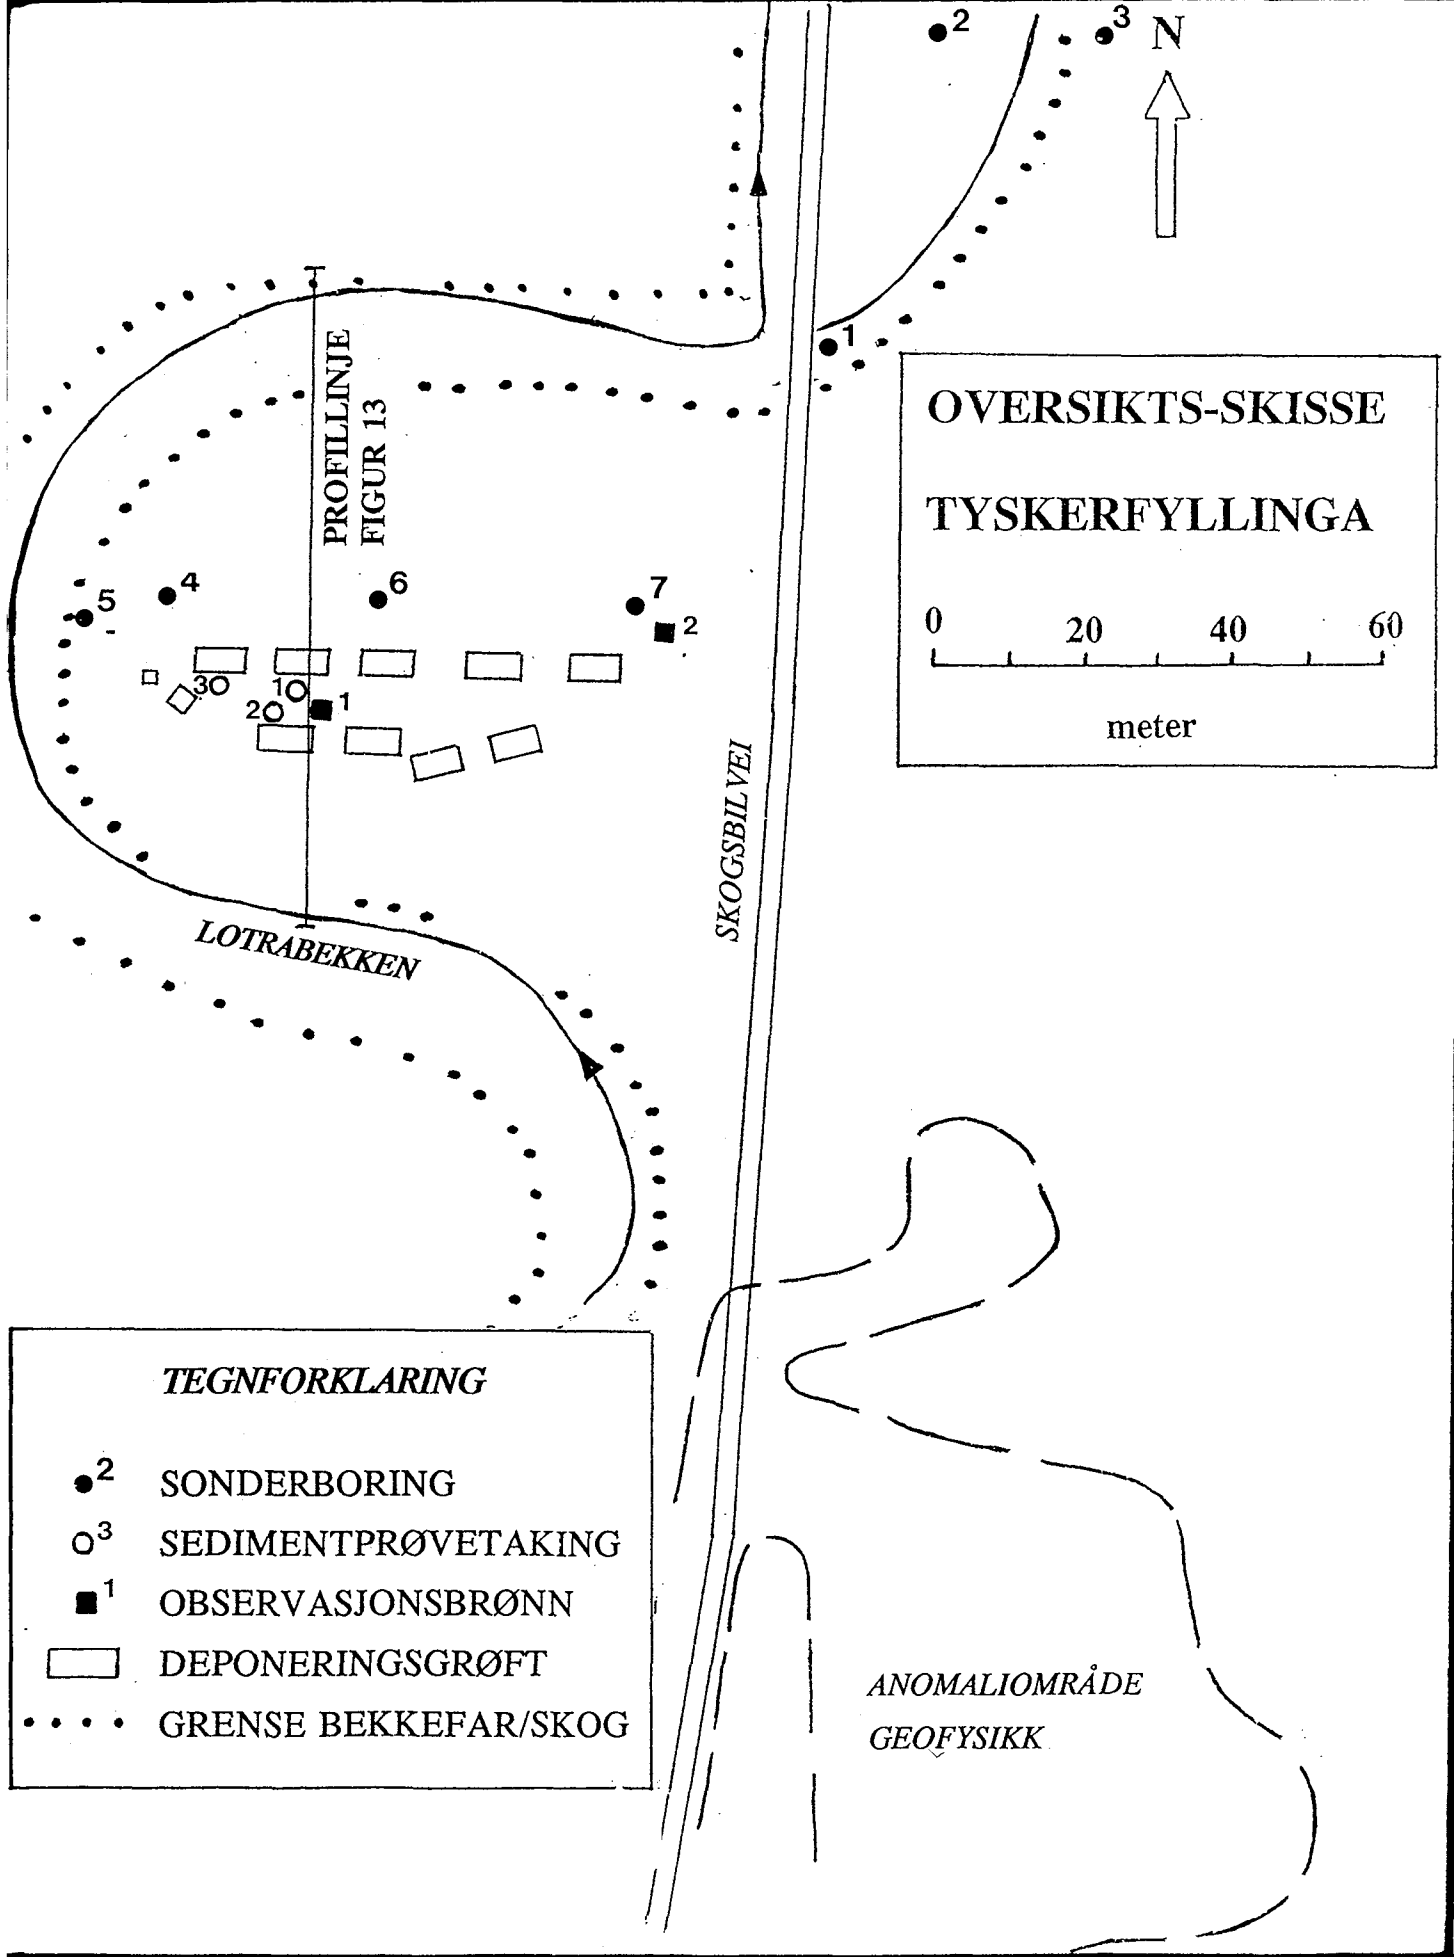 2
3
N
1
PROFILLINJE
FIGUR 13
OVERSIKTS-SKISSE
TYSKERFYLLINGA
0 20 40 60
meter
4
5
6
7
2
3
1
2
1
SKOGSBILVEI
LOTRABEKKEN
TEGNFORKLARING
2 SONDERBORING
3 SEDIMENTPRØVETAKING
1 OBSERVASJONSBRØNN
DEPONERINGSGRØFT
GRENSE BEKKEFAR/SKOG
ANOMALIOMRÅDE
GEOFYSIKK